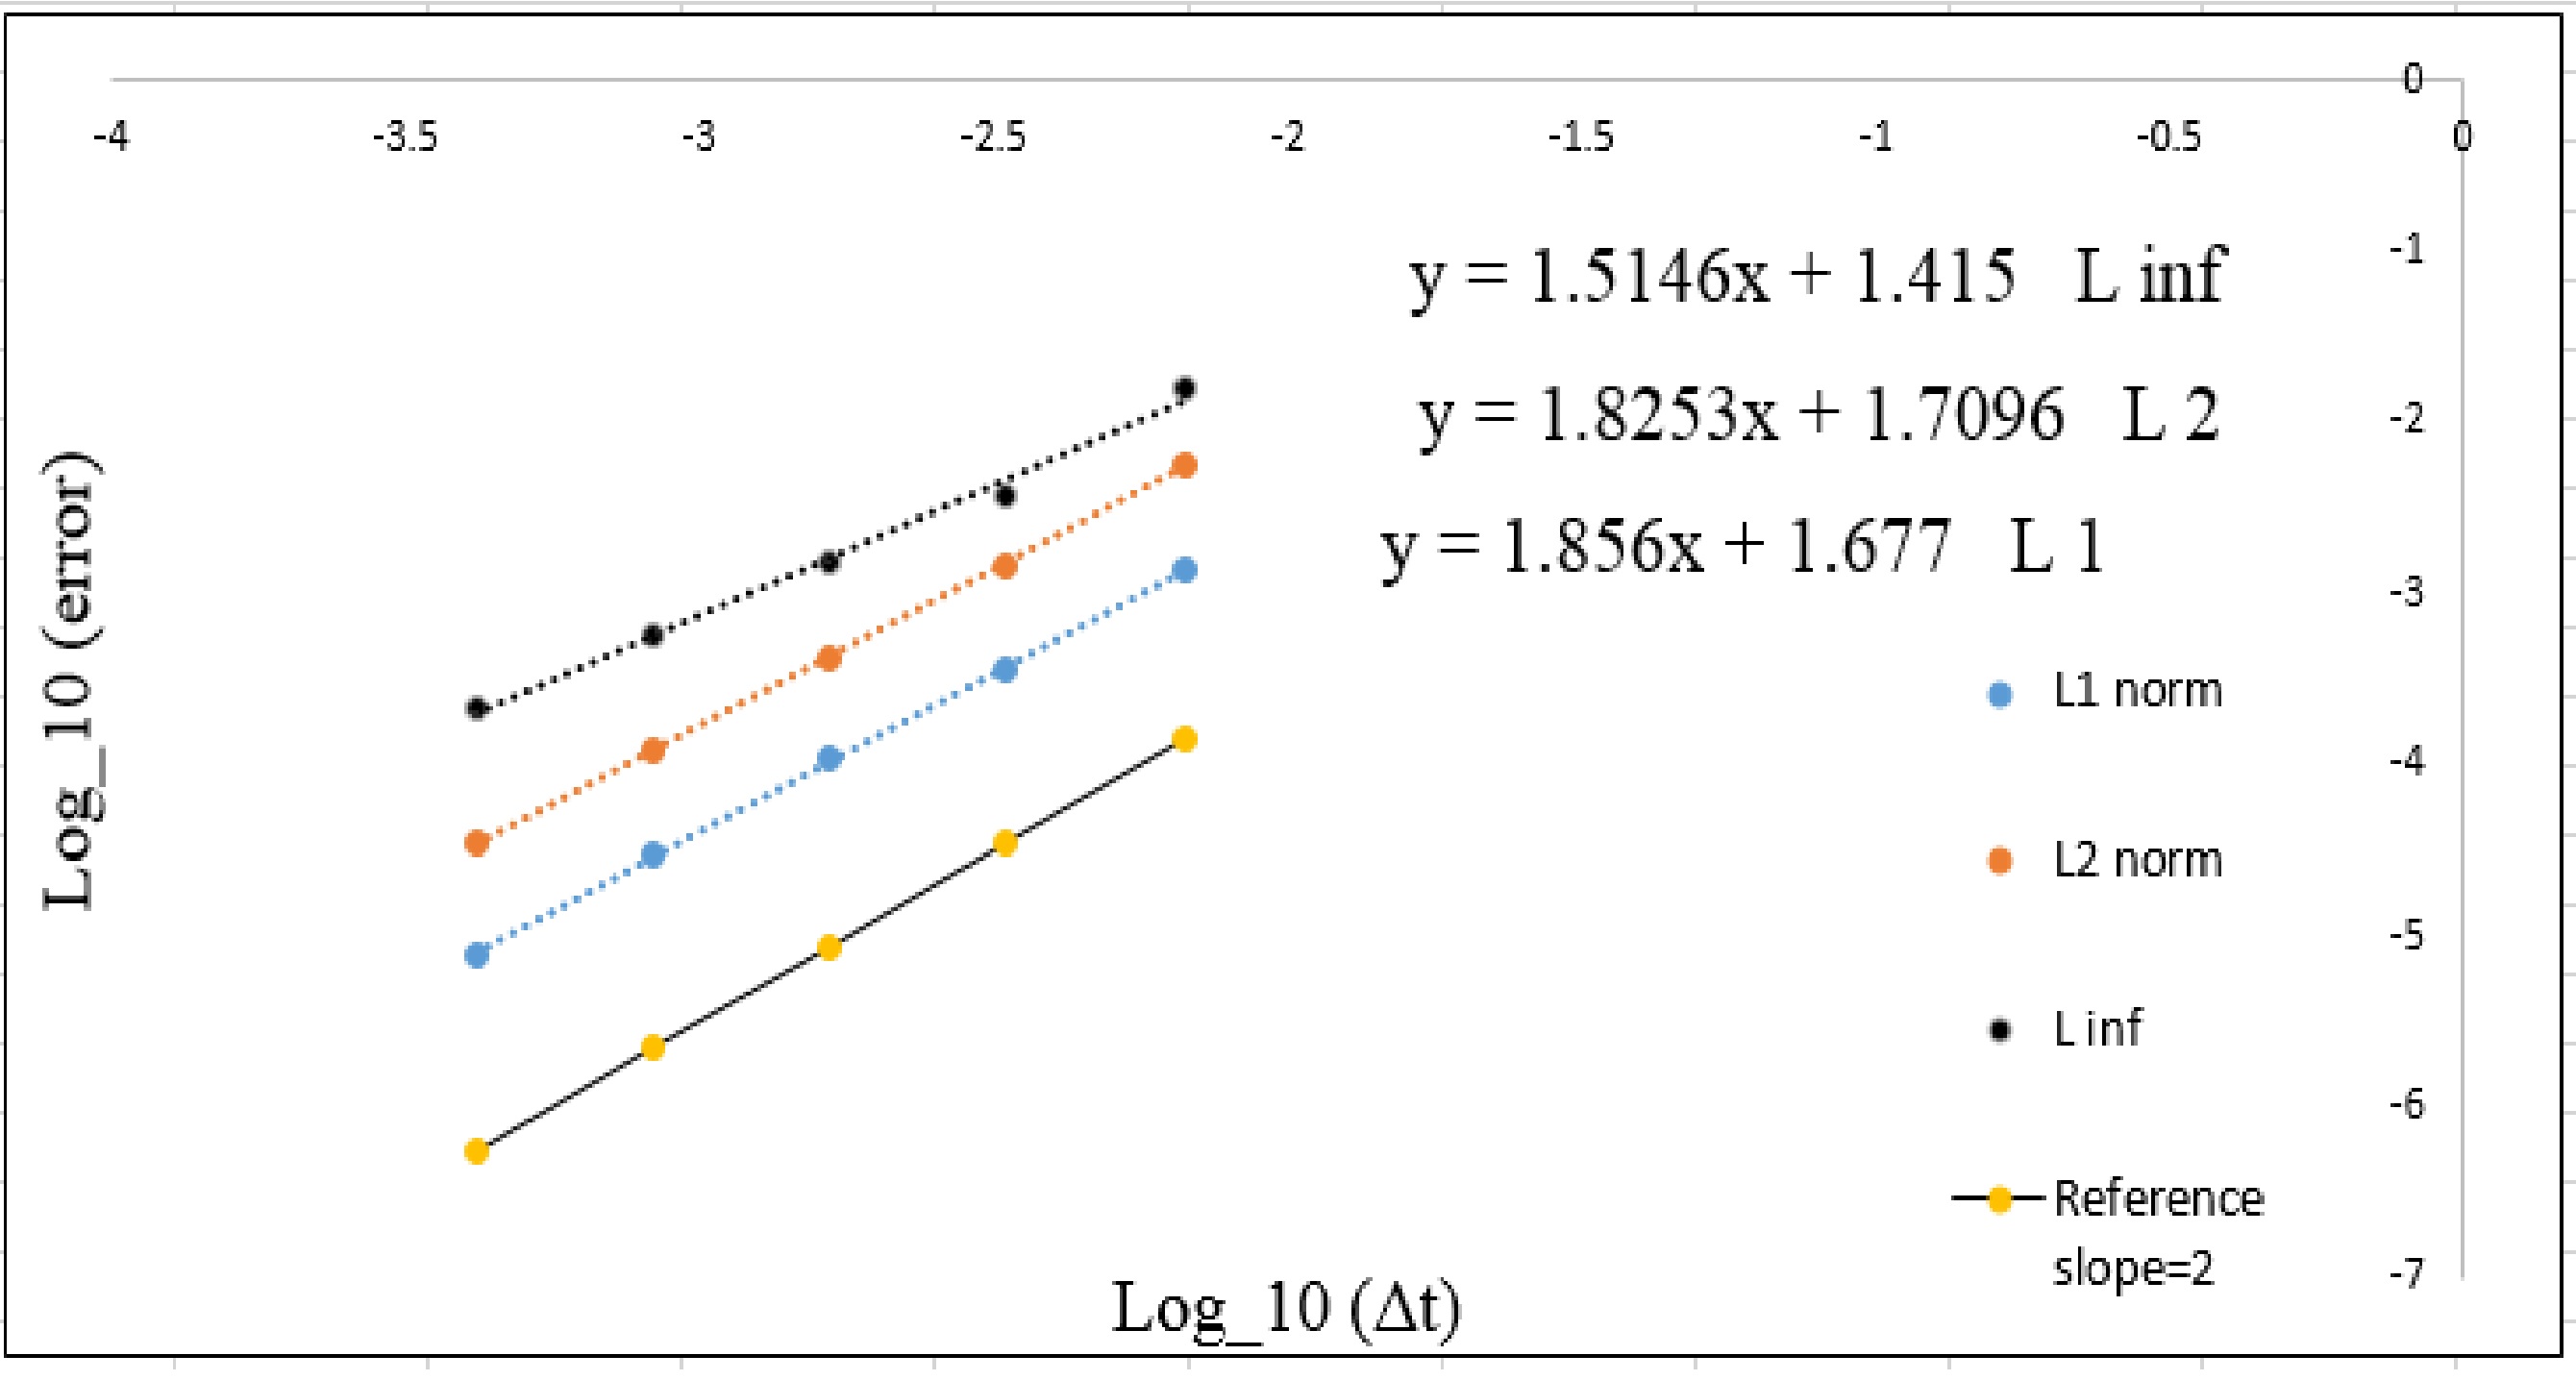 0
-4 -3.5 -3 -2.5 -2 -1.5 -1 -0.5 0
-1
y = 1.5146x + 1.415 L inf
-2
y = 1.8253x + 1.7096 L 2
y = 1.856x + 1.677 L 1
-3
L1 norm
-4
L2 norm
-5
L inf
-6
Reference
slope=2
-7
Log_10 (error)
Log_10 (Δt)